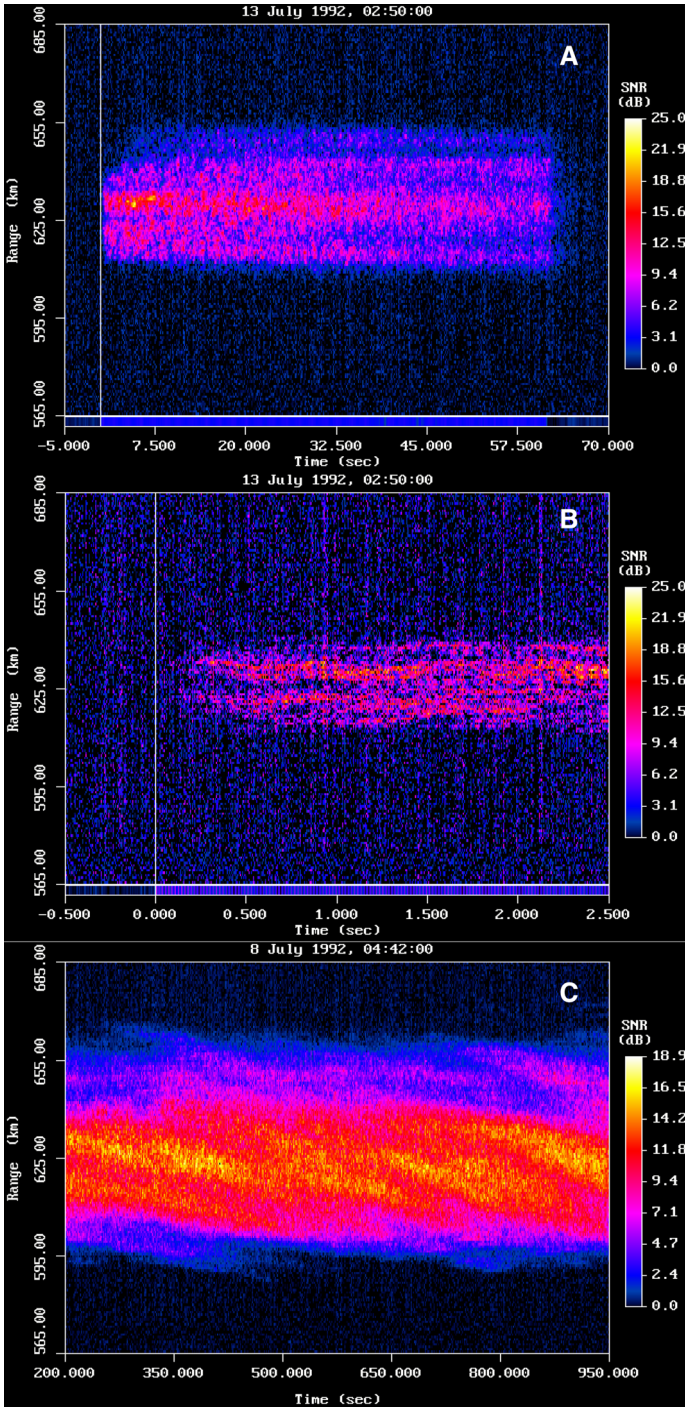 13 July 1992, 02:50:00
A
685.00
655.00
625.00
595.00
565.00
Range (km)
-5.000 7.500 20.000 32.500 45.000 57.500 70.000
Time (sec)
SNR
(dB)
25.0
21.9
18.8
15.6
12.5
9.4
6.2
3.1
0.0
13 July 1992, 02:50:00
B
685.00
655.00
625.00
595.00
565.00
Range (km)
-0.500 0.000 0.500 1.000 1.500 2.000 2.500
Time (sec)
SNR
(dB)
25.0
21.9
18.8
15.6
12.5
9.4
6.2
3.1
0.0
8 July 1992, 04:42:00
C
685.00
655.00
625.00
595.00
565.00
Range (km)
200.000 350.000 500.000 650.000 800.000 950.000
Time (sec)
SNR
(dB)
18.9
16.5
14.2
11.8
9.4
7.1
4.7
2.4
0.0